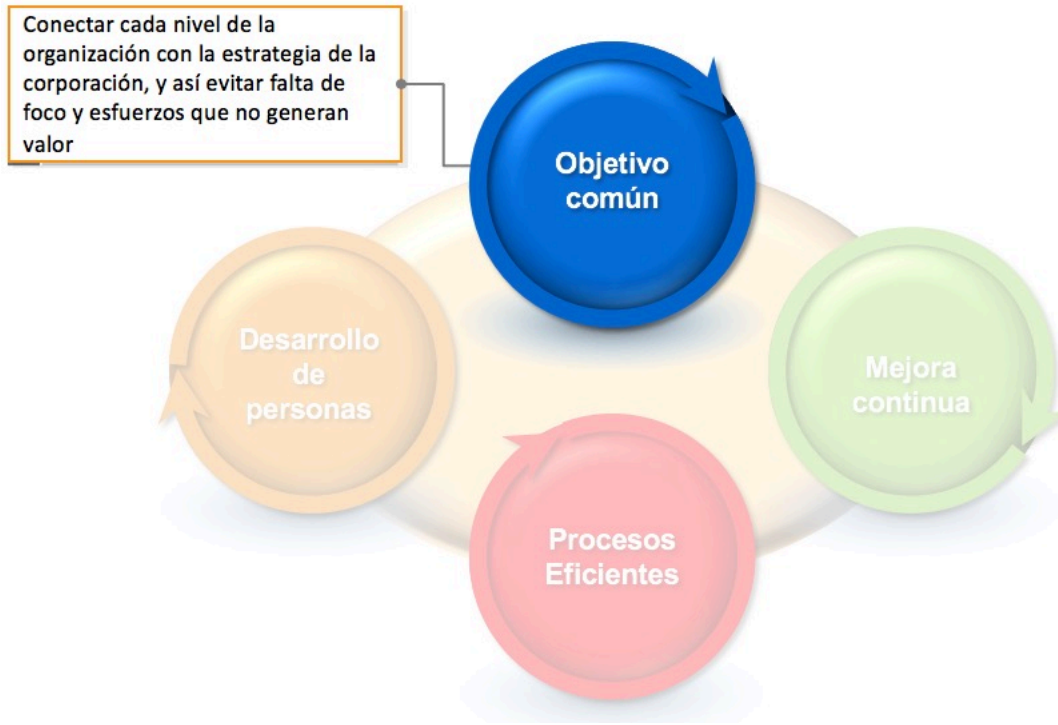 Conectar cada nivel de la
organización con la estrategia de la
corporación, y así evitar falta de
foco y esfuerzos que no generan
valor
Objetivo
común
Desarrollo
de
personas
Mejora
continua
Procesos
Eficientes